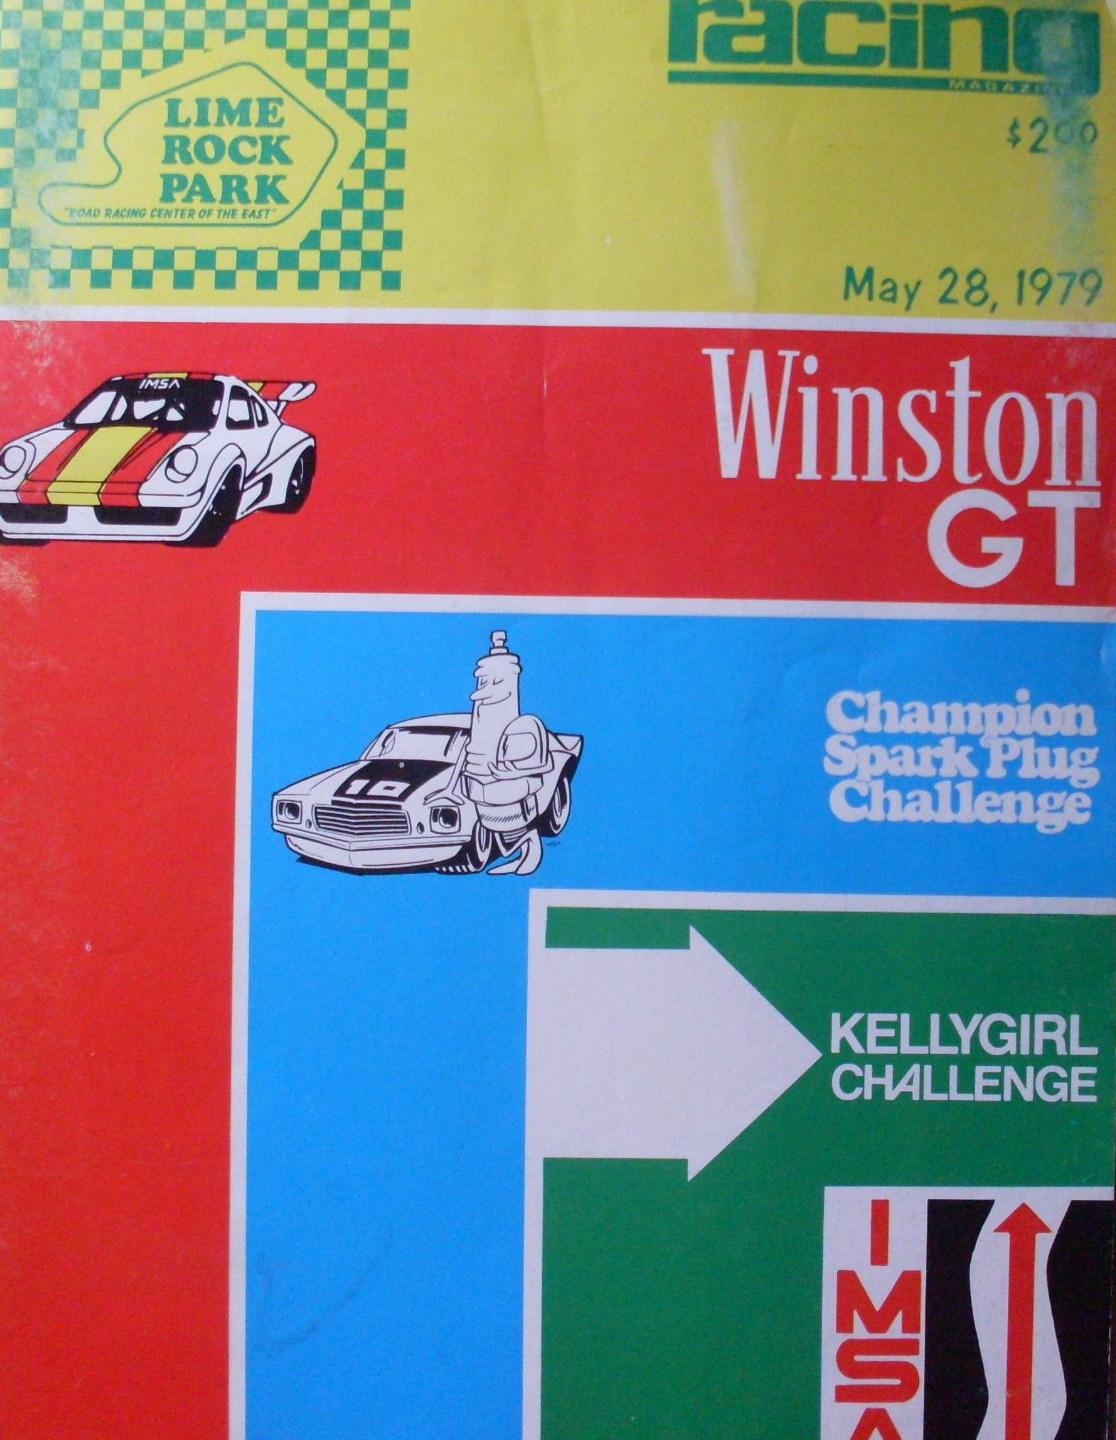 racing
MAGAZINE
$2.00
LIME
ROCK
PARK
"ROAD RACING CENTER OF THE EAST"
May 28, 1979
IMSA
Winston
GT
10
Champion
Spark Plug
Challenge
KELLYGIRL
CHALLENGE
IMSA